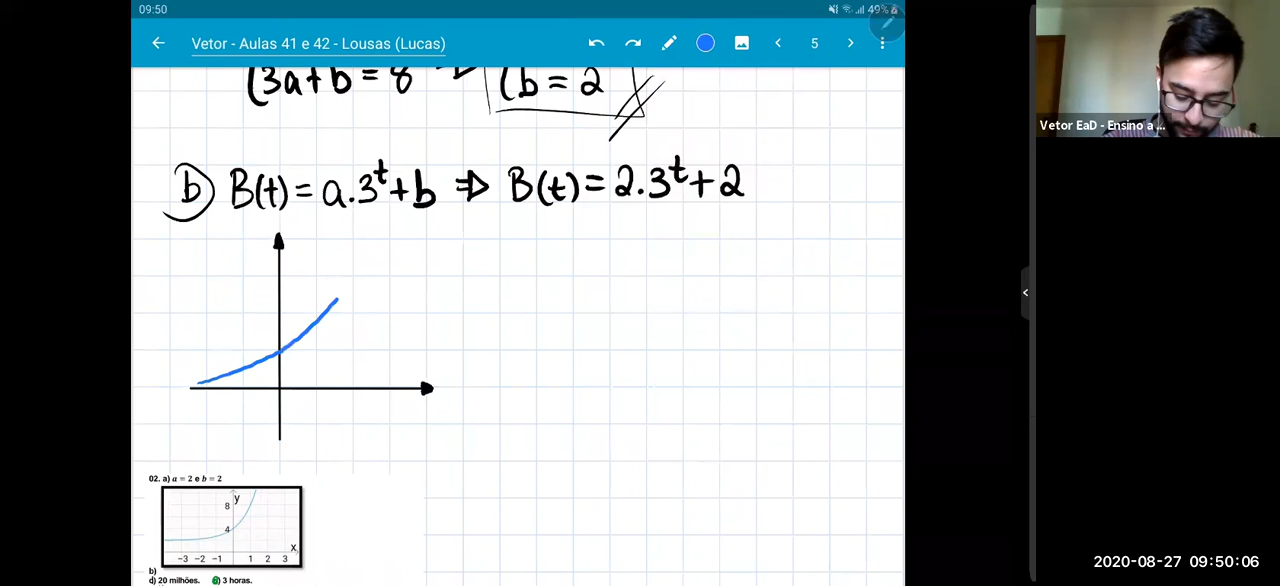 09:50
49%
Vetor - Aulas 41 e 42 - Lousas (Lucas)
5
3a+b = 8
b = 2
Vetor EaD - Ensino a ...
b) B(t) = a.3^t + b ⇒ B(t) = 2.3^t + 2
02. a) a = 2 e b = 2
y
8
4
x
-3 -2 -1 1 2 3
b)
d) 20 milhões. 3 horas.
2020-08-27 09:50:06